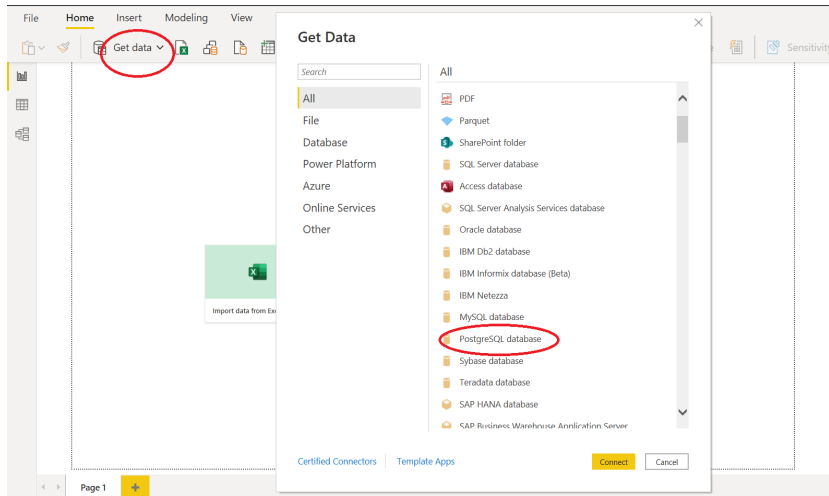 File Home Insert Modeling View
Get data
Sensitivity
Get Data
Search
All
File
Database
Power Platform
Azure
Online Services
Other
All
PDF
Parquet
SharePoint folder
SQL Server database
Access database
SQL Server Analysis Services database
Oracle database
IBM Db2 database
IBM Informix database (Beta)
IBM Netezza
MySQL database
PostgreSQL database
Sybase database
Teradata database
SAP HANA database
SAP Business Warehouse Application Server
Import data from Exc
Certified Connectors Template Apps
Connect Cancel
Page 1